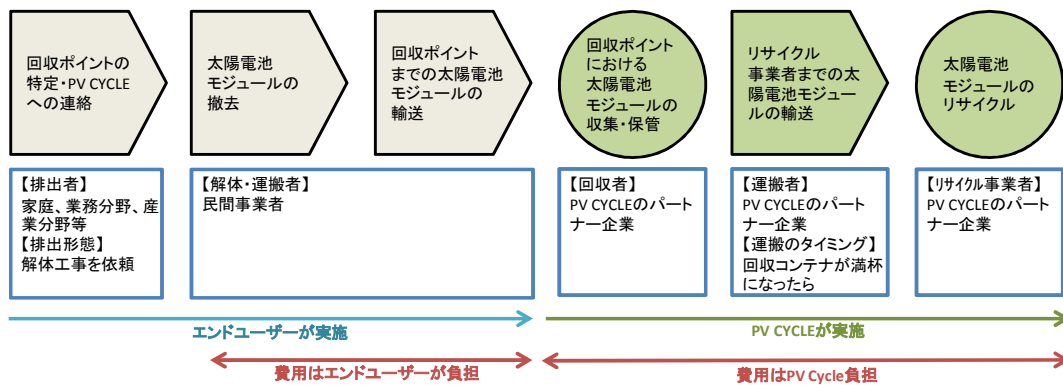 回収ポイントの
特定・PV CYCLE
への連絡
太陽電池
モジュールの
撤去
回収ポイント
までの太陽電池
モジュールの
輸送
回収ポイント
における
太陽電池
モジュールの
収集・保管
リサイクル
事業者までの太
陽電池モジュー
ルの輸送
太陽電池
モジュールの
リサイクル
【排出者】
家庭、業務分野、産
業分野等
【排出形態】
解体工事を依頼
【解体・運搬者】
民間事業者
【回収者】
PV CYCLEのパート
ナー企業
【運搬者】
PV CYCLEのパート
ナー企業
【運搬のタイミング】
回収コンテナが満杯
になったら
【リサイクル事業者】
PV CYCLEのパート
ナー企業
エンドユーザーが実施
PV CYCLEが実施
費用はエンドユーザーが負担
費用はPV Cycle負担